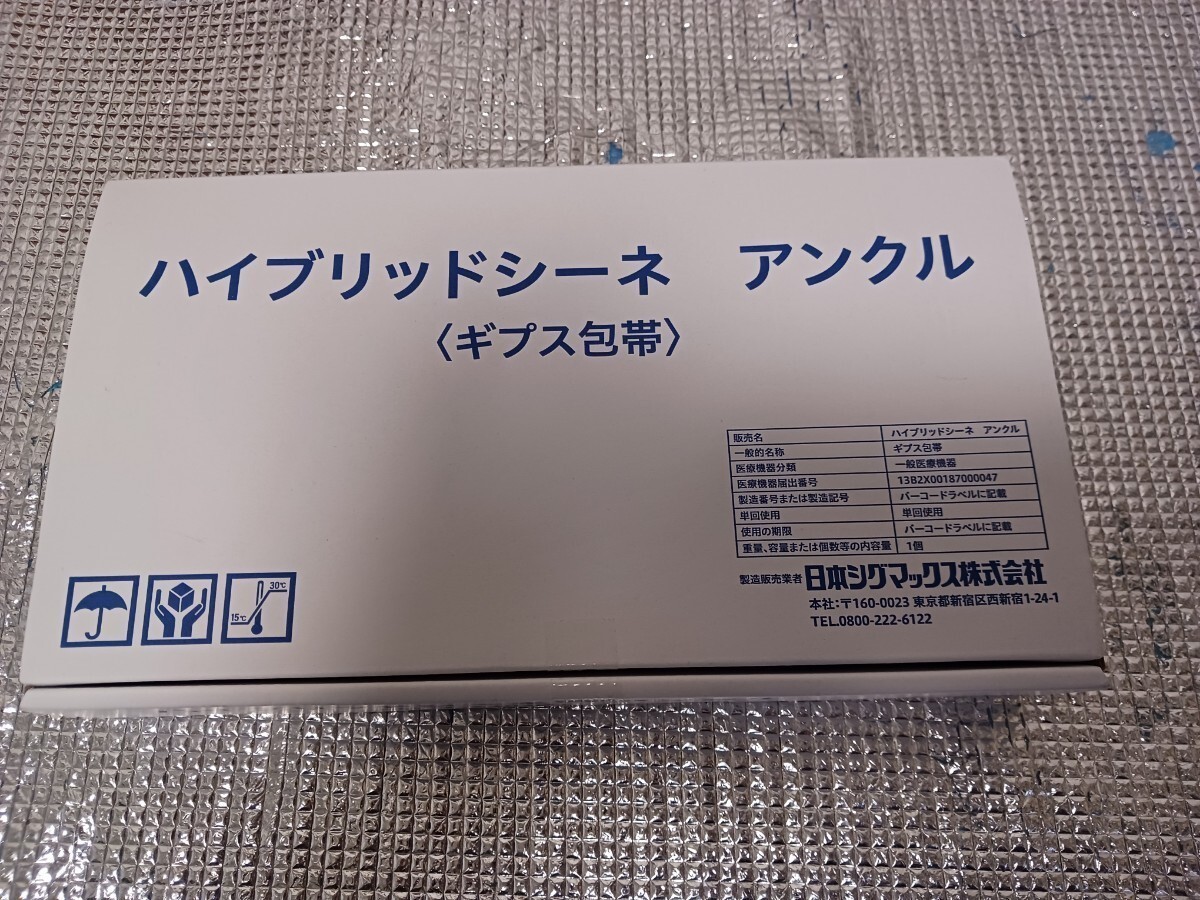 ハイブリッドシーネ　アンクル
〈ギプス包帯〉
販売名 ハイブリッドシーネ　アンクル
一般的名称 ギプス包帯
医療機器分類 一般医療機器
医療機器届出番号 13B2X00187000047
製造番号または製造記号 バーコードラベルに記載
単回使用 単回使用
使用の期限 バーコードラベルに記載
重量、容量または個数等の内容量 1個
製造販売業者 日本シグマックス株式会社
本社：〒160-0023 東京都新宿区西新宿1-24-1
TEL.0800-222-6122
30℃
15℃